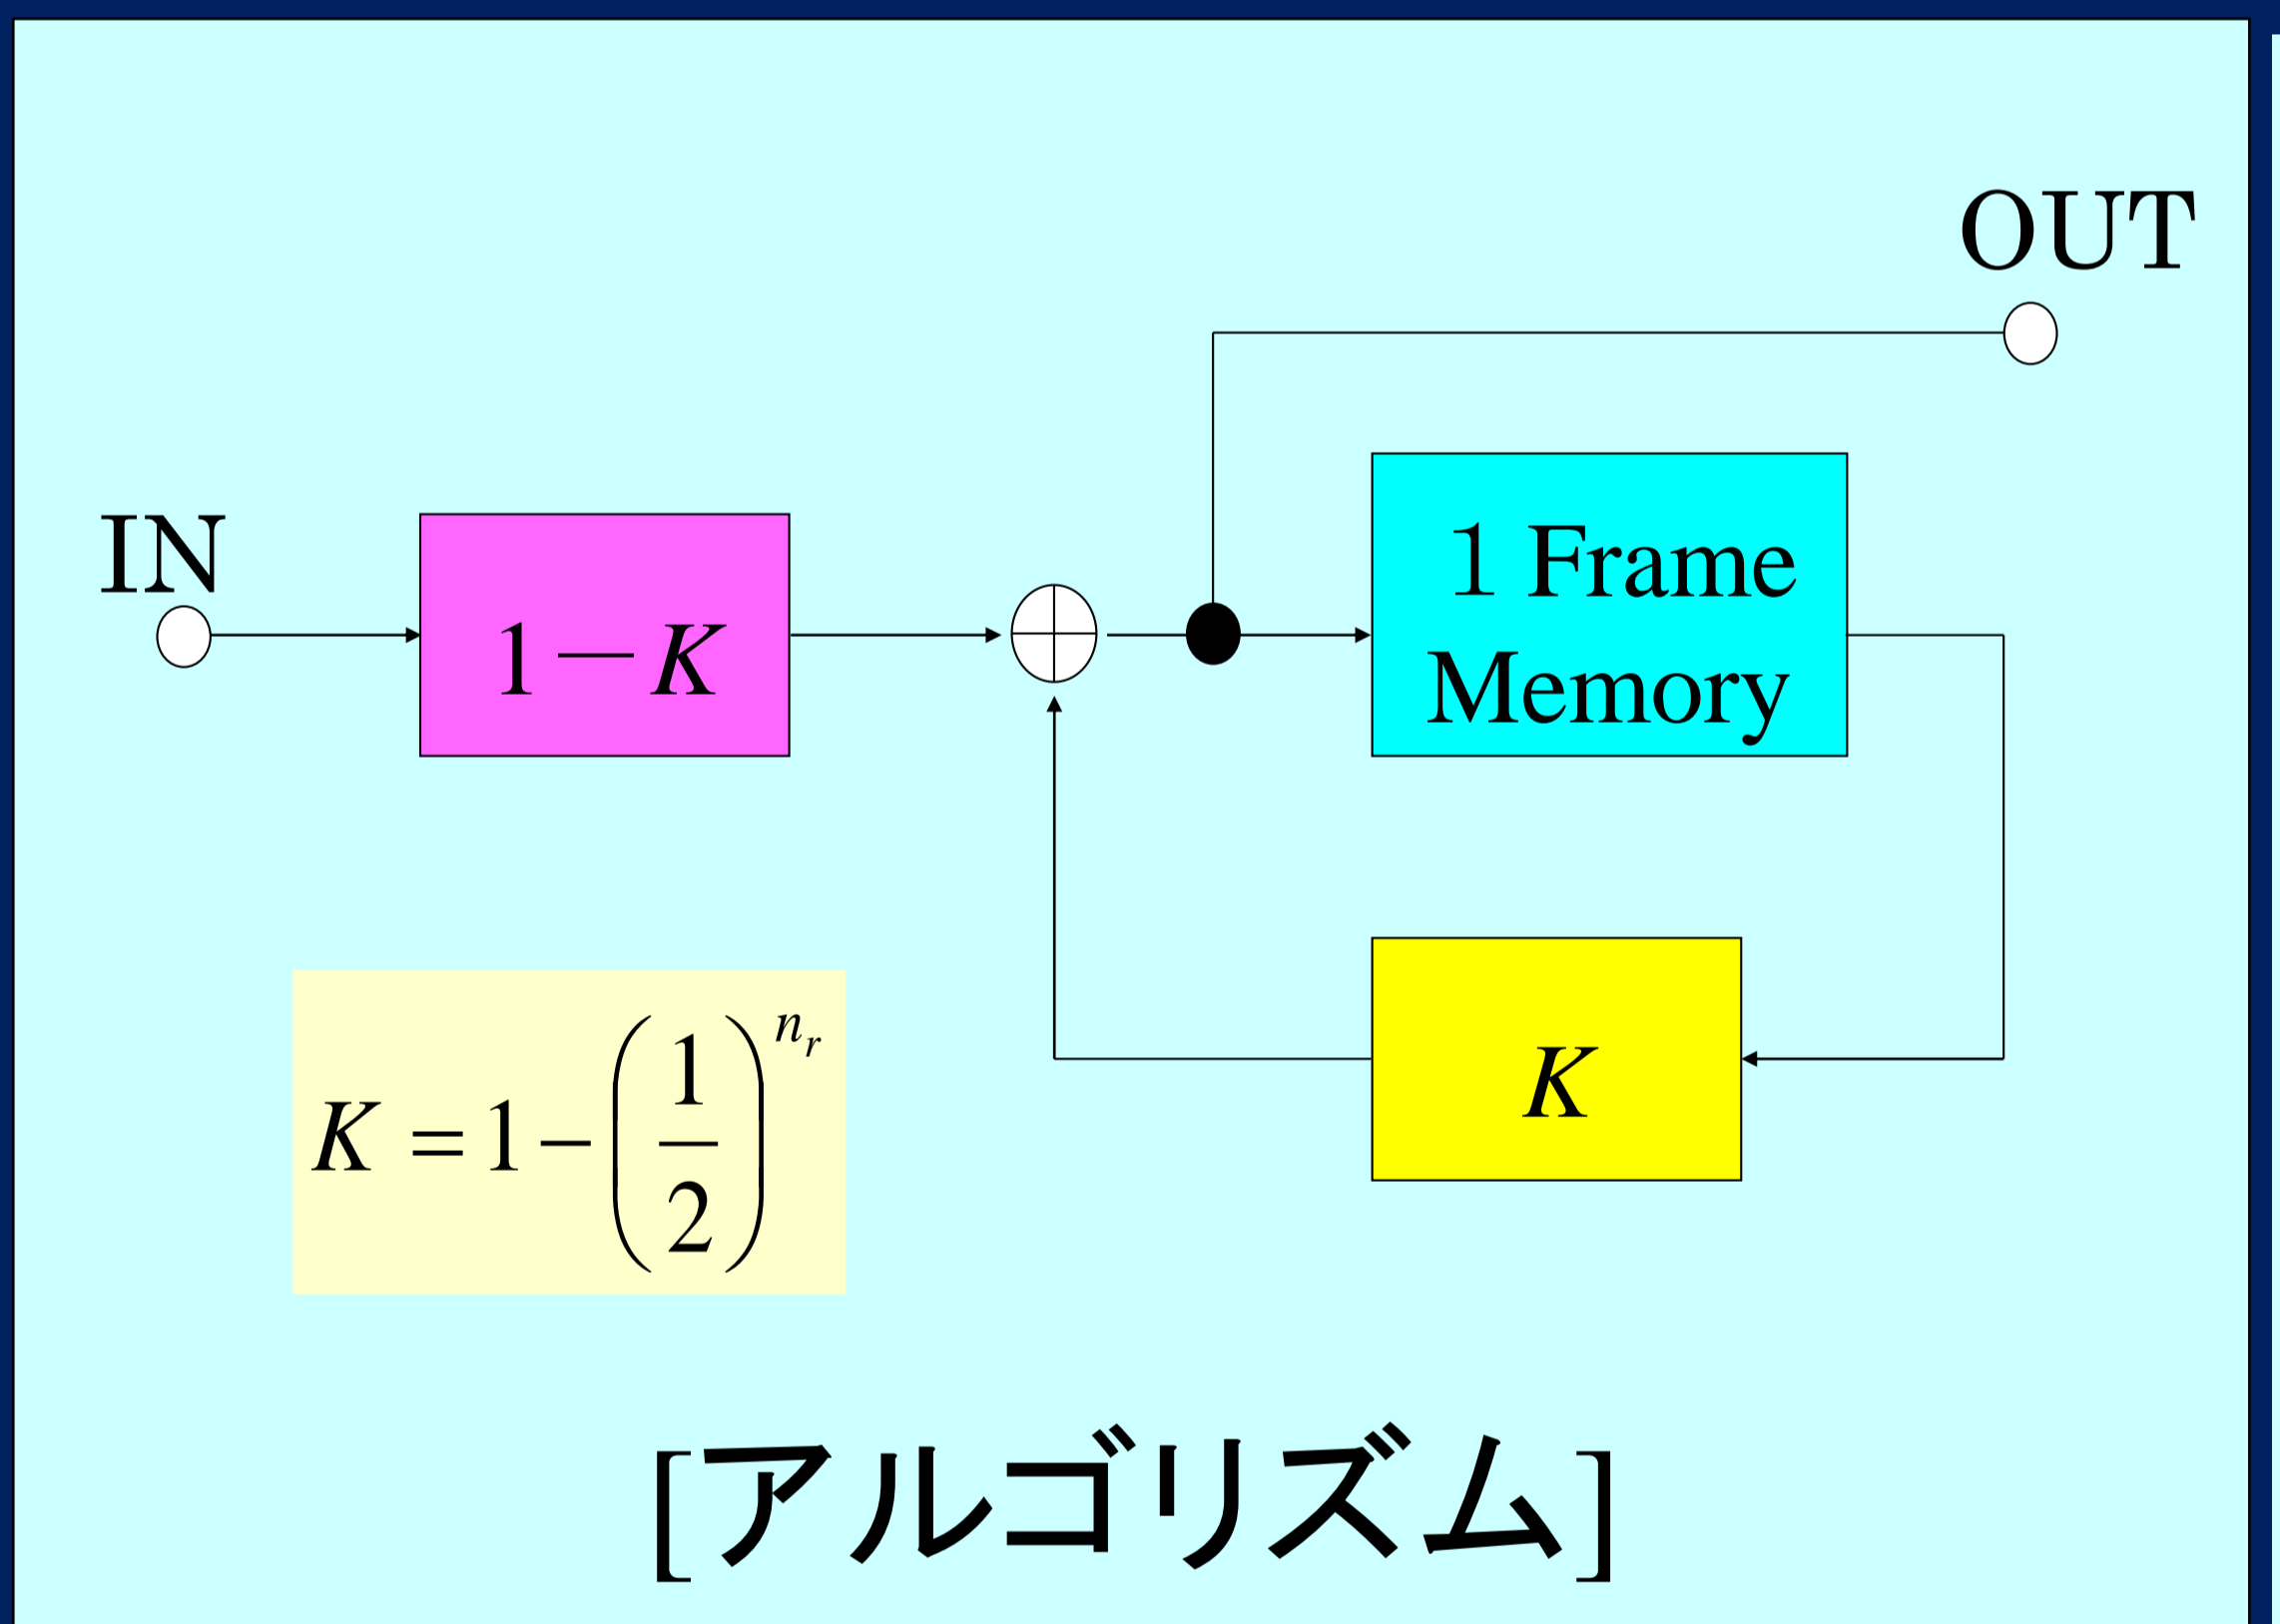 OUT
IN
1 − K
1 Frame
Memory
K
K = 1 − (1/2)^{n_r}
[アルゴリズム]